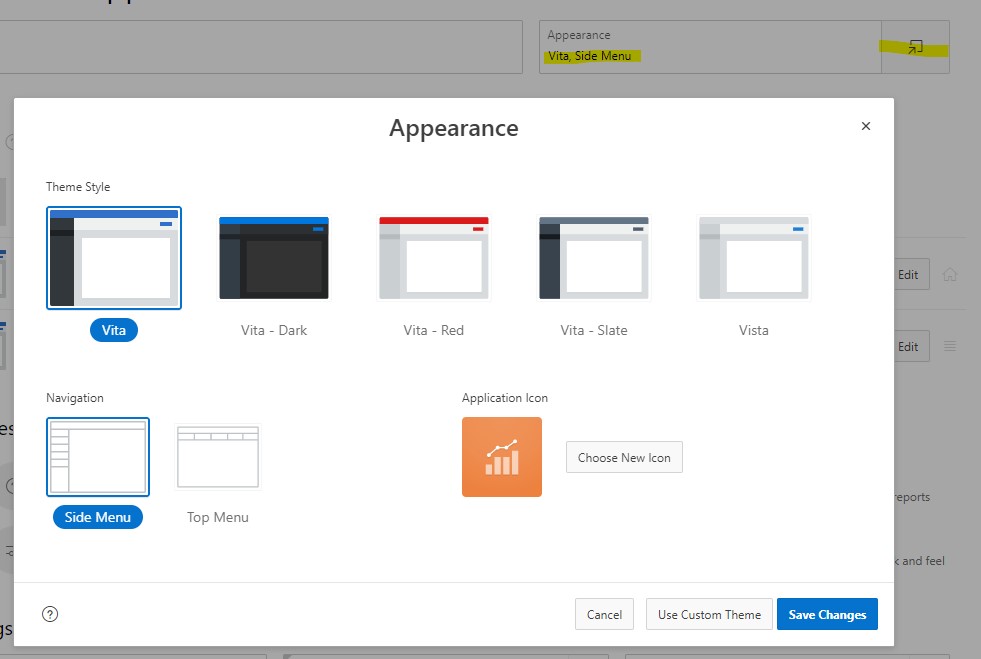 Appearance
Vita, Side Menu
Appearance
Theme Style
Vita
Vita - Dark
Vita - Red
Vita - Slate
Vista
Edit
Edit
Navigation
Application Icon
Choose New Icon
Side Menu
Top Menu
reports
and feel
?
Cancel
Use Custom Theme
Save Changes